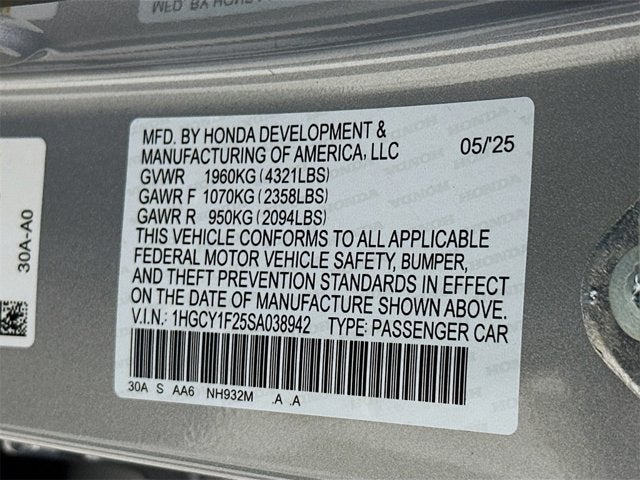 MFD. BY HONDA DEVELOPMENT & 05/'25
MANUFACTURING OF AMERICA, LLC
GVWR 1960KG (4321LBS)
GAWR F 1070KG (2358LBS)
GAWR R 950KG (2094LBS)
THIS VEHICLE CONFORMS TO ALL APPLICABLE
FEDERAL MOTOR VEHICLE SAFETY, BUMPER,
AND THEFT PREVENTION STANDARDS IN EFFECT
ON THE DATE OF MANUFACTURE SHOWN ABOVE.
V.I.N.: 1HGCY1F25SA038942 TYPE: PASSENGER CAR
30A S AA6 NH932M .A .A
30A-A0